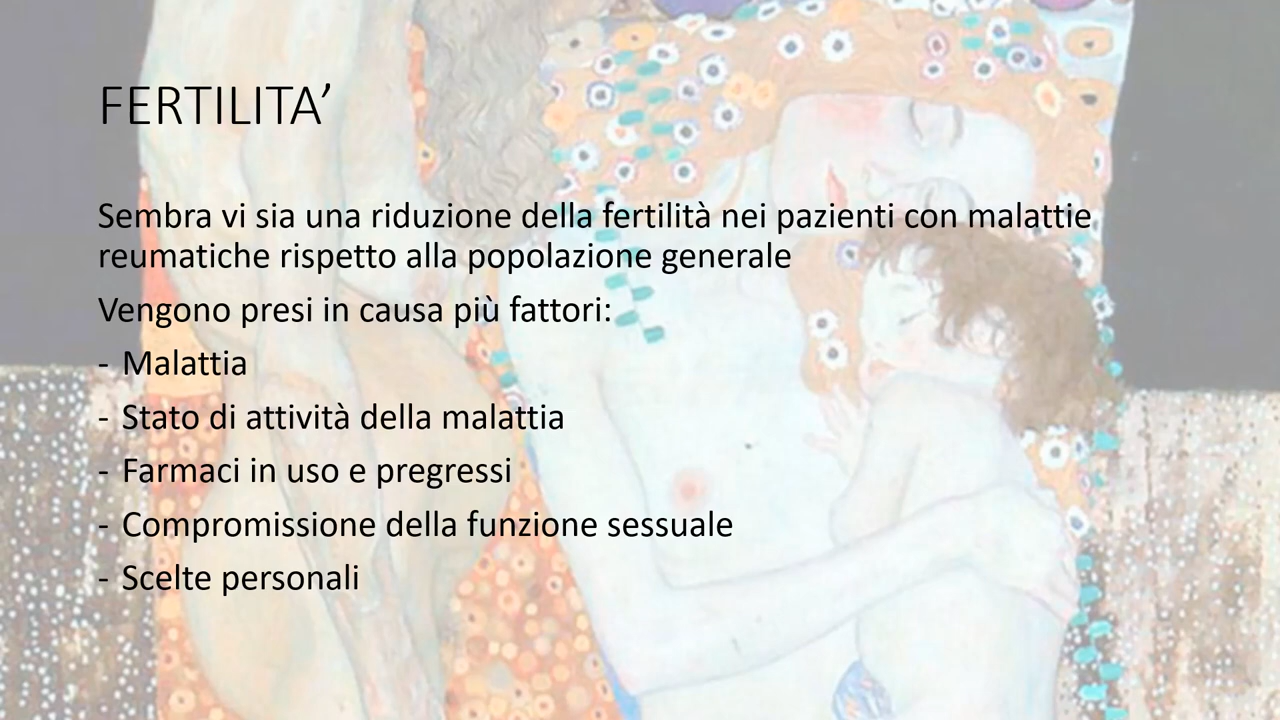 FERTILITA’
Sembra vi sia una riduzione della fertilità nei pazienti con malattie
reumatiche rispetto alla popolazione generale
Vengono presi in causa più fattori:
- Malattia
- Stato di attività della malattia
- Farmaci in uso e pregressi
- Compromissione della funzione sessuale
- Scelte personali